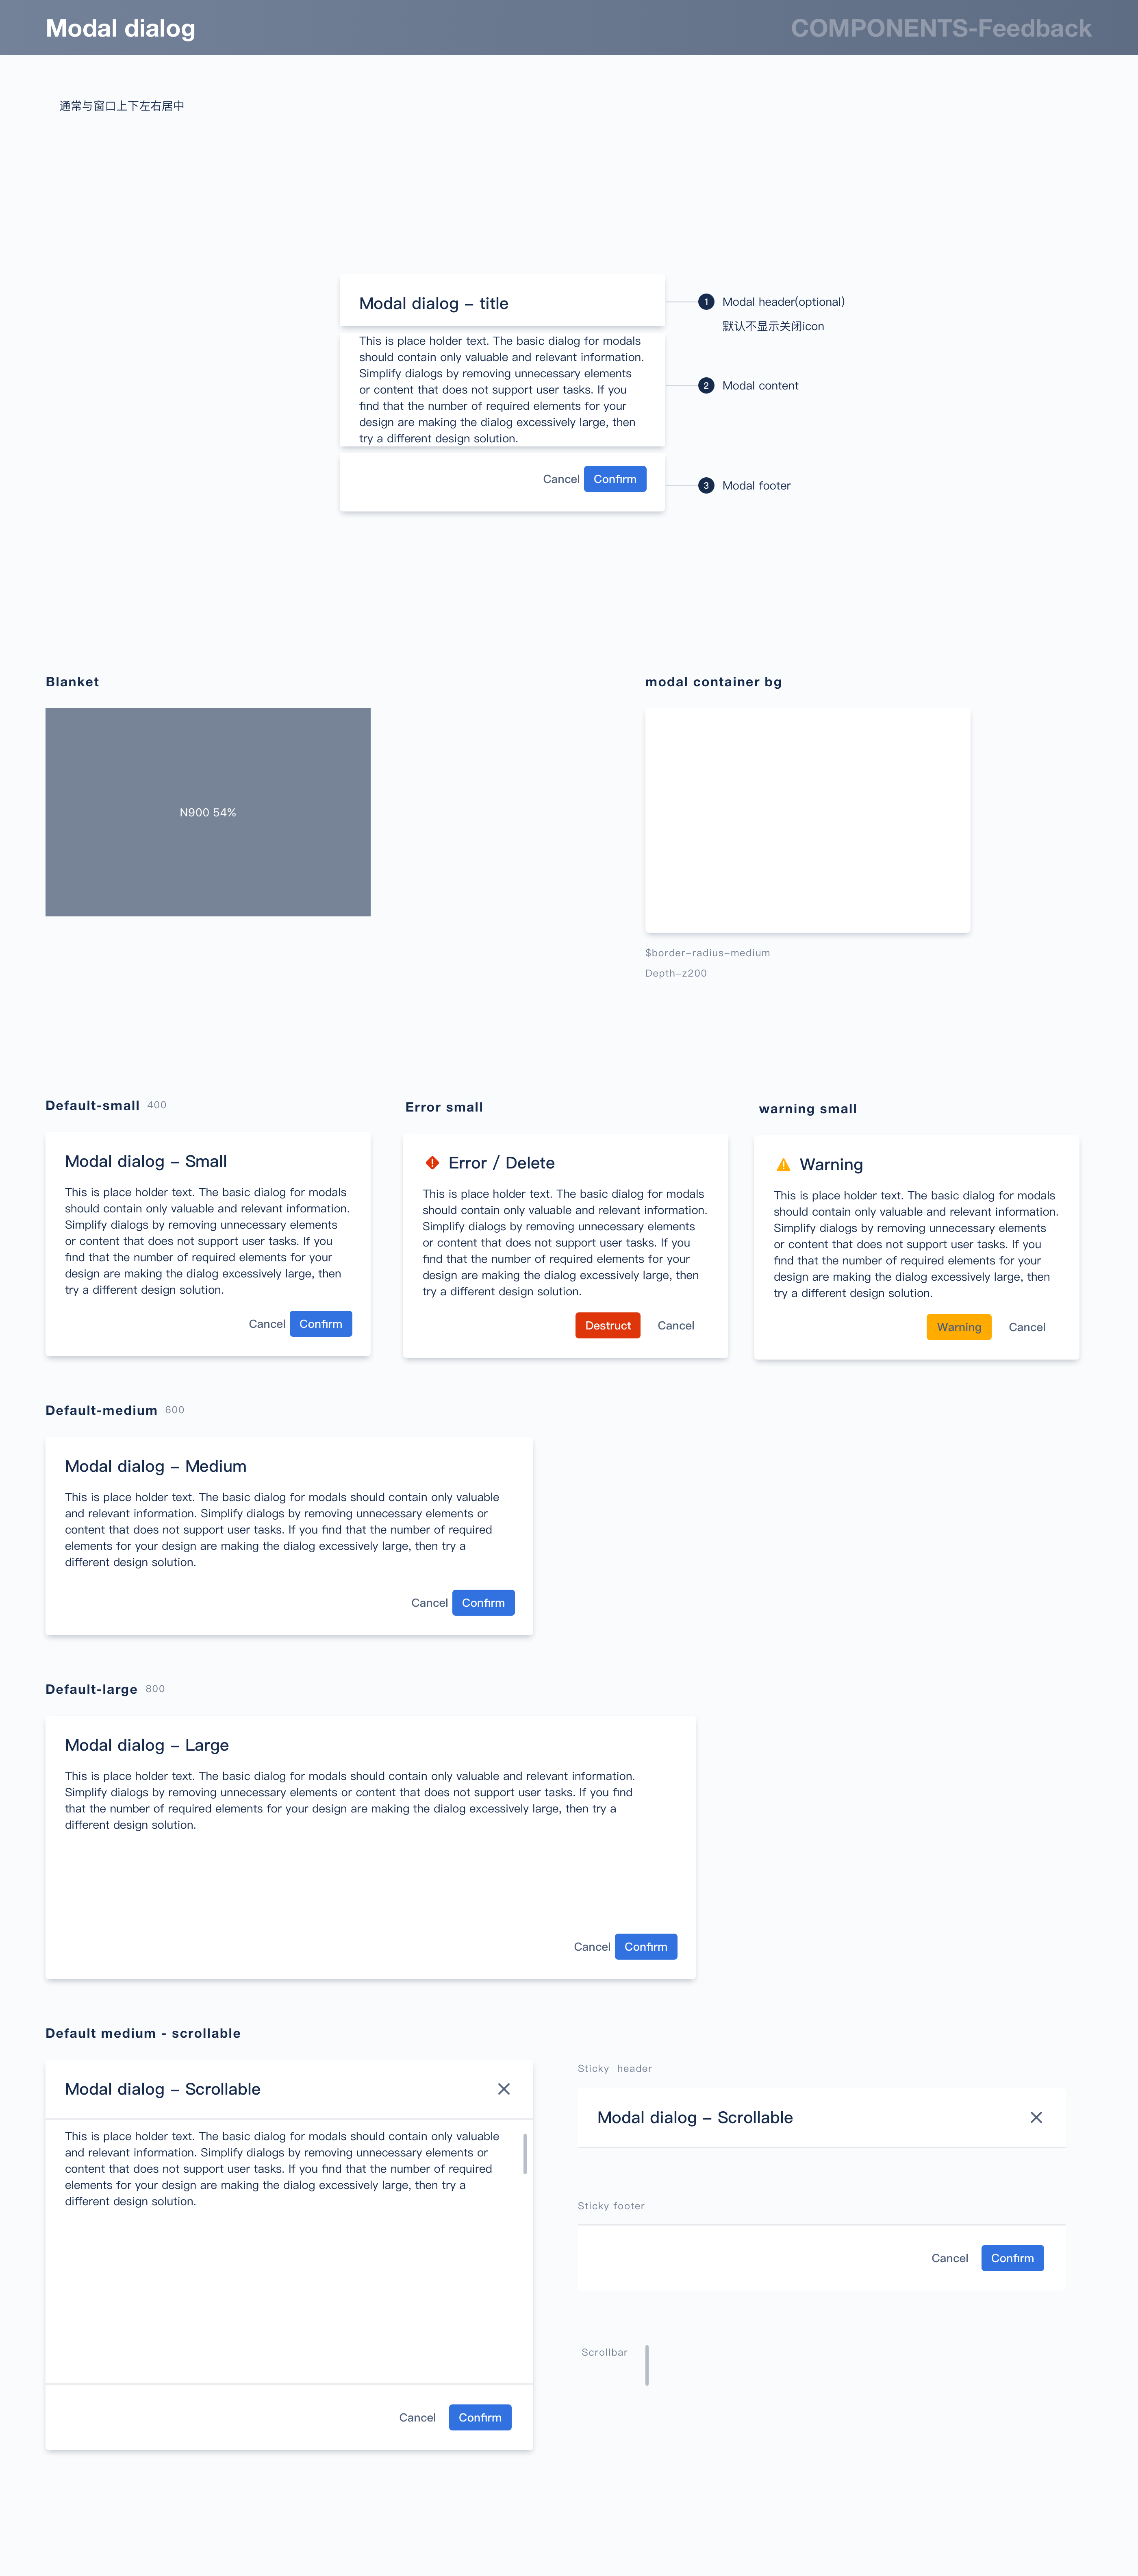 Modal dialog
COMPONENTS-Feedback
通常与窗口上下左右居中
Modal dialog – title
1 Modal header(optional)
默认不显示关闭icon
This is place holder text. The basic dialog for modals
should contain only valuable and relevant information.
Simplify dialogs by removing unnecessary elements
or content that does not support user tasks. If you
find that the number of required elements for your
design are making the dialog excessively large, then
try a different design solution.
2 Modal content
Cancel Confirm
3 Modal footer
Blanket
N900 54%
modal container bg
$border–radius–medium
Depth–z200
Default-small 400
Modal dialog – Small
This is place holder text. The basic dialog for modals
should contain only valuable and relevant information.
Simplify dialogs by removing unnecessary elements
or content that does not support user tasks. If you
find that the number of required elements for your
design are making the dialog excessively large, then
try a different design solution.
Cancel Confirm
Error small
Error / Delete
This is place holder text. The basic dialog for modals
should contain only valuable and relevant information.
Simplify dialogs by removing unnecessary elements
or content that does not support user tasks. If you
find that the number of required elements for your
design are making the dialog excessively large, then
try a different design solution.
Destruct Cancel
warning small
Warning
This is place holder text. The basic dialog for modals
should contain only valuable and relevant information.
Simplify dialogs by removing unnecessary elements
or content that does not support user tasks. If you
find that the number of required elements for your
design are making the dialog excessively large, then
try a different design solution.
Warning Cancel
Default-medium 600
Modal dialog – Medium
This is place holder text. The basic dialog for modals should contain only valuable
and relevant information. Simplify dialogs by removing unnecessary elements or
content that does not support user tasks. If you find that the number of required
elements for your design are making the dialog excessively large, then try a
different design solution.
Cancel Confirm
Default-large 800
Modal dialog – Large
This is place holder text. The basic dialog for modals should contain only valuable and relevant information.
Simplify dialogs by removing unnecessary elements or content that does not support user tasks. If you find
that the number of required elements for your design are making the dialog excessively large, then try a
different design solution.
Cancel Confirm
Default medium - scrollable
Modal dialog – Scrollable
This is place holder text. The basic dialog for modals should contain only valuable
and relevant information. Simplify dialogs by removing unnecessary elements or
content that does not support user tasks. If you find that the number of required
elements for your design are making the dialog excessively large, then try a
different design solution.
Cancel Confirm
Sticky header
Modal dialog – Scrollable
Sticky footer
Cancel Confirm
Scrollbar